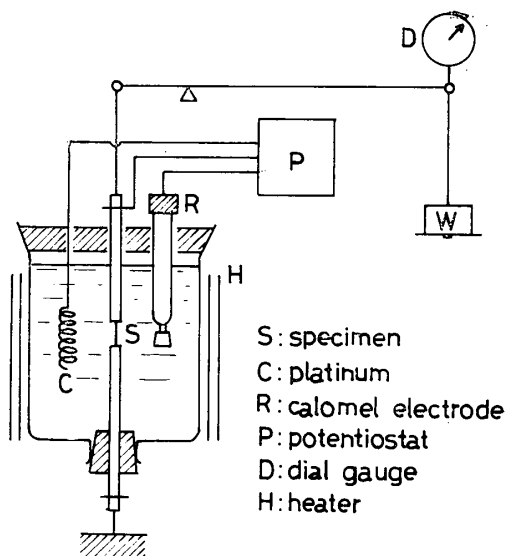 D
P
R
W
H
S
C
S: specimen
C: platinum
R: calomel electrode
P: potentiostat
D: dial gauge
H: heater